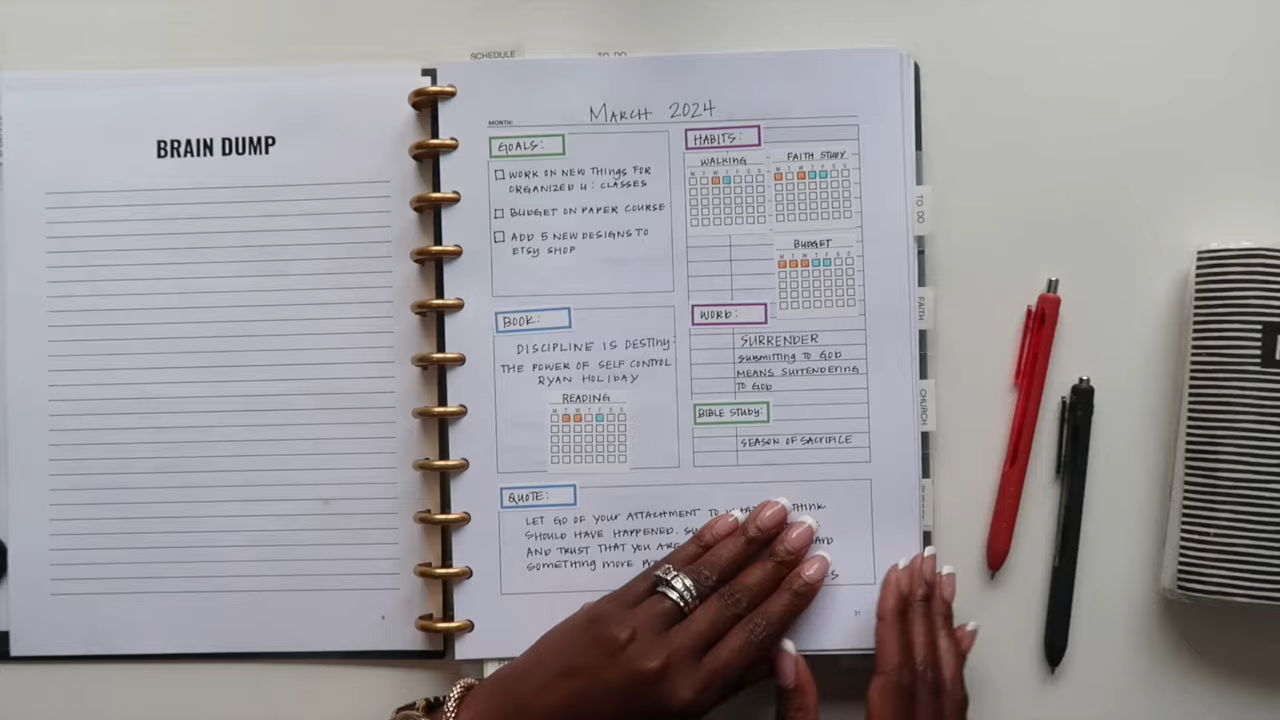 SCHEDULE
TO DO
BRAIN DUMP
MONTH:
MARCH 2024
GOALS:
WORK ON NEW THINGS FOR
ORGANIZED U: CLASSES
BUDGET ON PAPER COURSE
ADD 5 NEW DESIGNS TO
ETSY SHOP
HABITS:
WALKING
M T W T F S S
FAITH STUDY
M T W T F S S
BUDGET
M T W T F S S
BOOK:
DISCIPLINE IS DESTINY:
THE POWER OF SELF CONTROL
RYAN HOLIDAY
READING
M T W T F S S
WORD:
SURRENDER
SUBMITTING TO GOD
MEANS SURRENDERING
TO GOD
BIBLE STUDY:
SEASON OF SACRIFICE
QUOTE:
LET GO OF YOUR ATTACHMENT TO THINK
SHOULD HAVE HAPPENED.
AND TRUST THAT YOU ARE
SOMETHING MORE
31
TO DO
FAITH
CHURCH